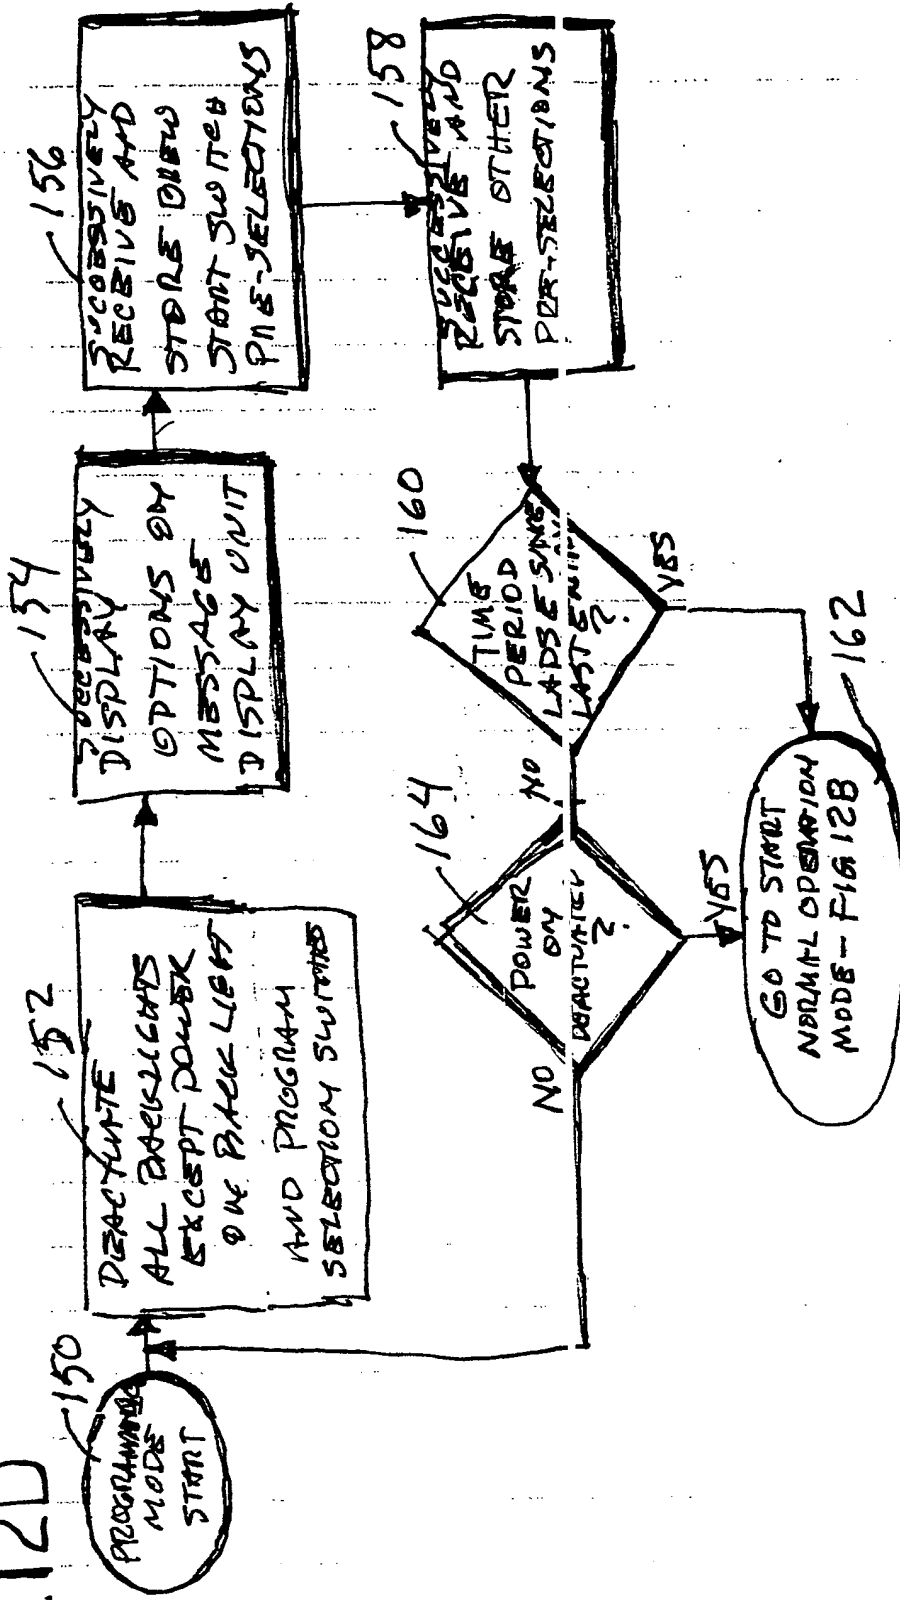 12D
150
PROGRAMMING
MODE
START
152
DEACTIVATE
ALL BACKLIGHTS
EXCEPT POWER
ON BACKLIGHT
AND PROGRAM
SELECTION SWITCHES
154
SUCCESSIVELY
DISPLAY
OPTIONS ON
MESSAGE
DISPLAY UNIT
156
SUCCESSIVELY
RECEIVE AND
STORE BREW
START SWITCH
PRE-SELECTIONS
158
SUCCESSIVELY
RECEIVE AND
STORE OTHER
PRE-SELECTIONS
160
TIME
PERIOD
LAPSE SINCE
LAST
?
YES
NO
164
POWER
ON
DEACTUATED
?
YES
NO
GO TO START
NORMAL OPERATION
MODE - FIG 12B
162